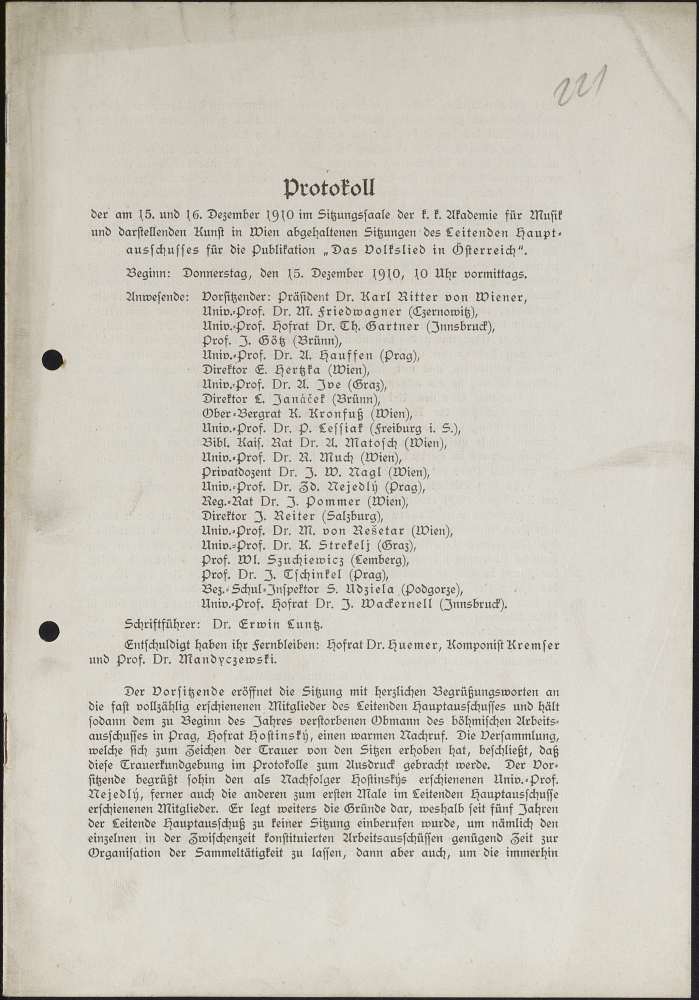 221
Protokoll
der am 15. und 16. Dezember 1910 im Sitzungssaale der k. k. Akademie für Musik
und darstellenden Kunst in Wien abgehaltenen Sitzungen des Leitenden Haupt-
ausschusses für die Publikation „Das Volkslied in Österreich".
Beginn: Donnerstag, den 15. Dezember 1910, 10 Uhr vormittags.
Anwesende: Vorsitzender: Präsident Dr. Karl Ritter von Wiener,
Univ.-Prof. Dr. M. Friedwagner (Czernowitz),
Univ.-Prof. Hofrat Dr. Th. Gartner (Innsbruck),
Prof. J. Götz (Brünn),
Univ.-Prof. Dr. A. Hauffen (Prag),
Direktor E. Hertzka (Wien),
Univ.-Prof. Dr. A. Ive (Graz),
Direktor L. Janáček (Brünn),
Ober-Bergrat K. Kronfuß (Wien),
Univ.-Prof. Dr. P. Lessiak (Freiburg i. S.),
Bibl. Kais. Rat Dr. A. Matosch (Wien),
Univ.-Prof. Dr. R. Much (Wien),
Privatdozent Dr. J. W. Nagl (Wien),
Univ.-Prof. Dr. Zd. Nejedlý (Prag),
Reg.-Rat Dr. J. Pommer (Wien),
Direktor J. Reiter (Salzburg),
Univ.-Prof. Dr. M. von Rešetar (Wien),
Univ.-Prof. Dr. K. Strekelj (Graz),
Prof. Wl. Szuchiewicz (Lemberg),
Prof. Dr. J. Tschinkel (Prag),
Bez.-Schul-Inspektor S. Udziela (Podgorze),
Univ.-Prof. Hofrat Dr. J. Wackernell (Innsbruck).
Schriftführer: Dr. Erwin Luntz.
Entschuldigt haben ihr Fernbleiben: Hofrat Dr. Huemer, Komponist Kremser
und Prof. Dr. Mandyczewski.
Der Vorsitzende eröffnet die Sitzung mit herzlichen Begrüßungsworten an
die fast vollzählig erschienenen Mitglieder des Leitenden Hauptausschusses und hält
sodann dem zu Beginn des Jahres verstorbenen Obmann des böhmischen Arbeits-
ausschusses in Prag, Hofrat Hostinský, einen warmen Nachruf. Die Versammlung,
welche sich zum Zeichen der Trauer von den Sitzen erhoben hat, beschließt, daß
diese Trauerkundgebung im Protokolle zum Ausdruck gebracht werde. Der Vor-
sitzende begrüßt sohin den als Nachfolger Hostinskýs erschienenen Univ.-Prof.
Nejedlý, ferner auch die anderen zum ersten Male im Leitenden Hauptausschusse
erschienenen Mitglieder. Er legt weiters die Gründe dar, weshalb seit fünf Jahren
der Leitende Hauptausschuß zu keiner Sitzung einberufen wurde, um nämlich den
einzelnen in der Zwischenzeit konstituierten Arbeitsausschüssen genügend Zeit zur
Organisation der Sammeltätigkeit zu lassen, dann aber auch, um die immerhin